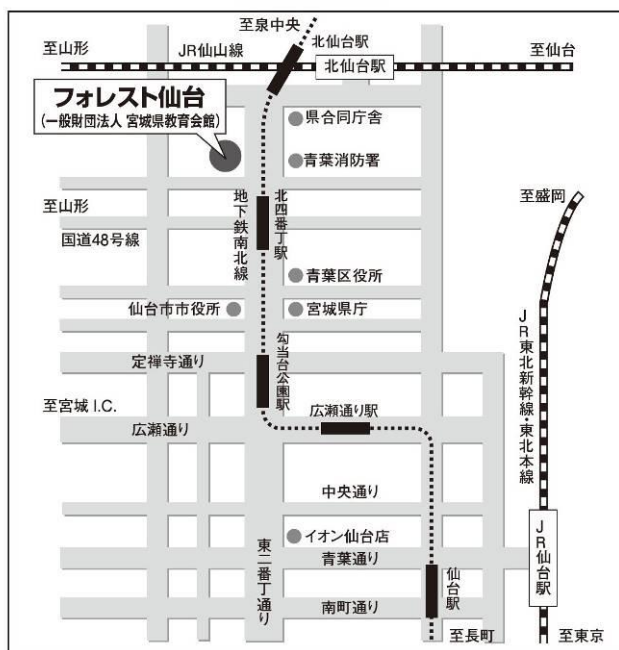 至泉中央
北仙台駅
至山形
JR仙山線
北仙台駅
至仙台
フォレスト仙台
(一般財団法人 宮城県教育会館)
県合同庁舎
青葉消防署
至山形
国道48号線
地下鉄南北線
北四番丁駅
至盛岡
青葉区役所
仙台市市役所
宮城県庁
定禅寺通り
勾当台公園駅
JR東北新幹線・東北本線
至宮城 I.C.
広瀬通り駅
広瀬通り
中央通り
イオン仙台店
青葉通り
東二番丁通り
南町通り
仙台駅
JR仙台駅
至長町
至東京